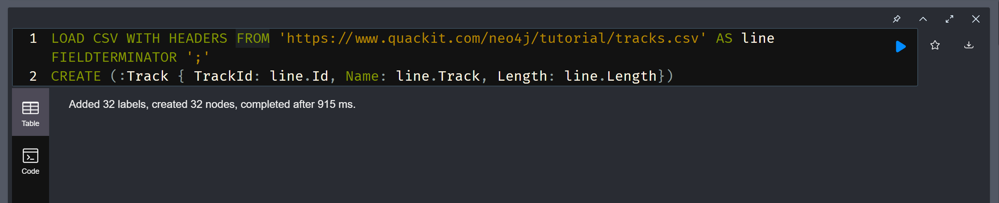 1 LOAD CSV WITH HEADERS FROM 'https://www.quackit.com/neo4j/tutorial/tracks.csv' AS line
FIELDTERMINATOR ';'
2 CREATE (:Track { TrackId: line.Id, Name: line.Track, Length: line.Length})
Added 32 labels, created 32 nodes, completed after 915 ms.
Table
Code